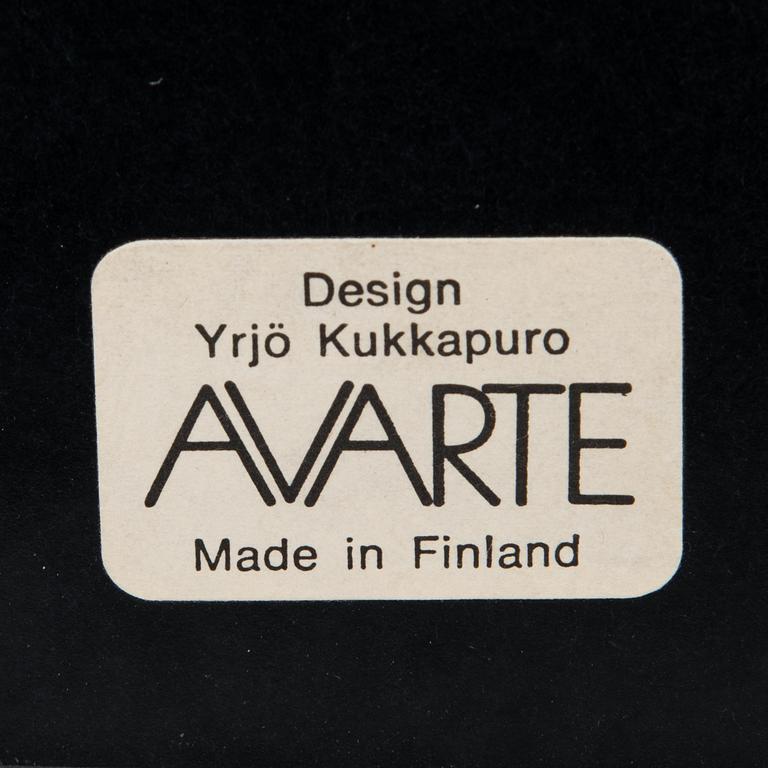 Design
Yrjö Kukkapuro
AVARTE
Made in Finland